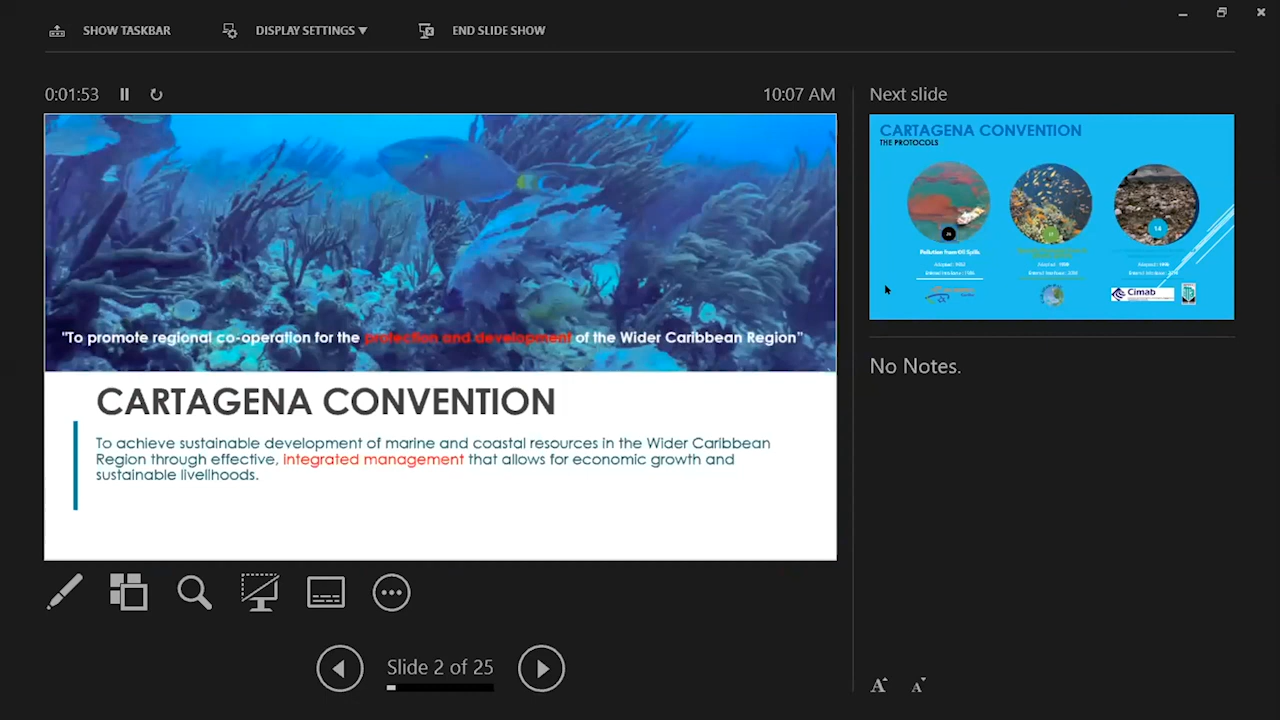 SHOW TASKBAR
DISPLAY SETTINGS
END SLIDE SHOW
0:01:53
10:07 AM
"To promote regional co-operation for the protection and development of the Wider Caribbean Region"
CARTAGENA CONVENTION
To achieve sustainable development of marine and coastal resources in the Wider Caribbean
Region through effective, integrated management that allows for economic growth and
sustainable livelihoods.
Slide 2 of 25
Next slide
CARTAGENA CONVENTION
THE PROTOCOLS
14
Pollution from Oil Spills
Cimab
No Notes.
A A